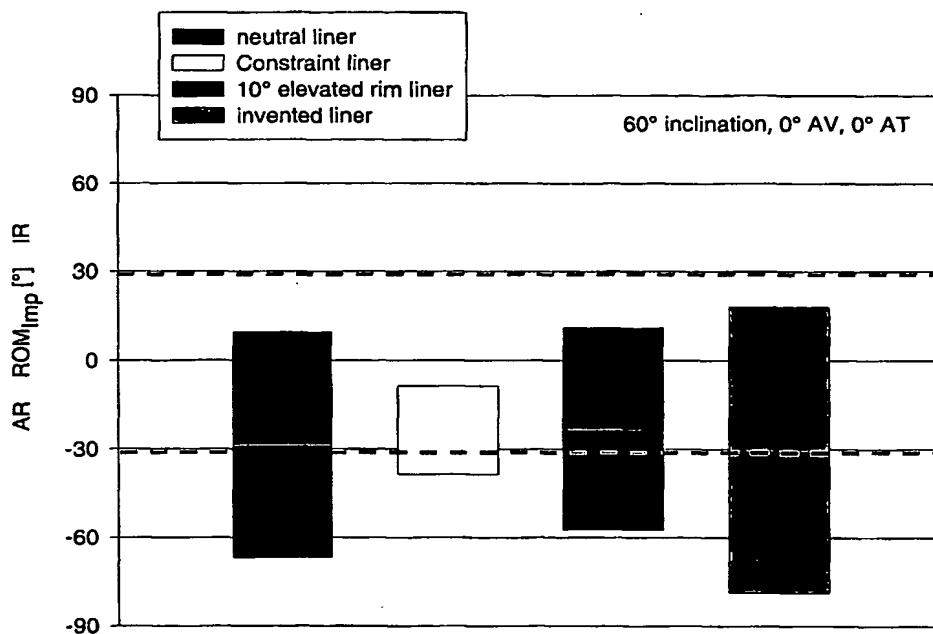 neutral liner
Constraint liner
10° elevated rim liner
invented liner
90
60° inclination, 0° AV, 0° AT
60
30
0
-30
-60
-90
AR ROMImp [°] IR